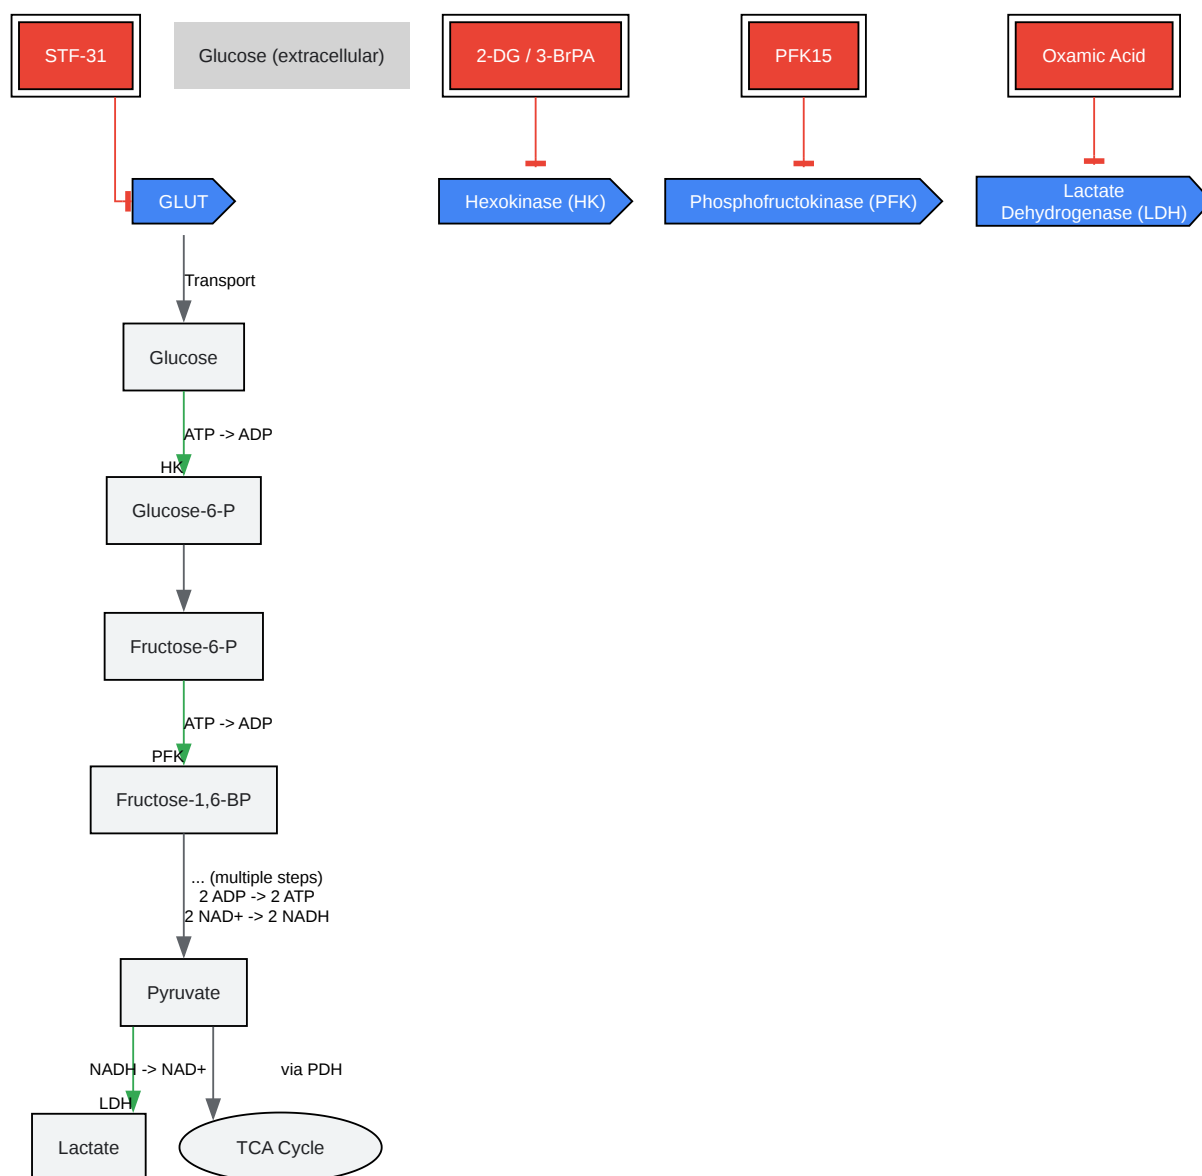 STF-31
Glucose (extracellular)
2-DG / 3-BrPA
PFK15
Oxamic Acid
GLUT
Hexokinase (HK)
Phosphofructokinase (PFK)
Lactate
Dehydrogenase (LDH)
Transport
Glucose
ATP -> ADP
HK
Glucose-6-P
Fructose-6-P
ATP -> ADP
PFK
Fructose-1,6-BP
... (multiple steps)
2 ADP -> 2 ATP
2 NAD+ -> 2 NADH
Pyruvate
NADH -> NAD+
via PDH
LDH
Lactate
TCA Cycle